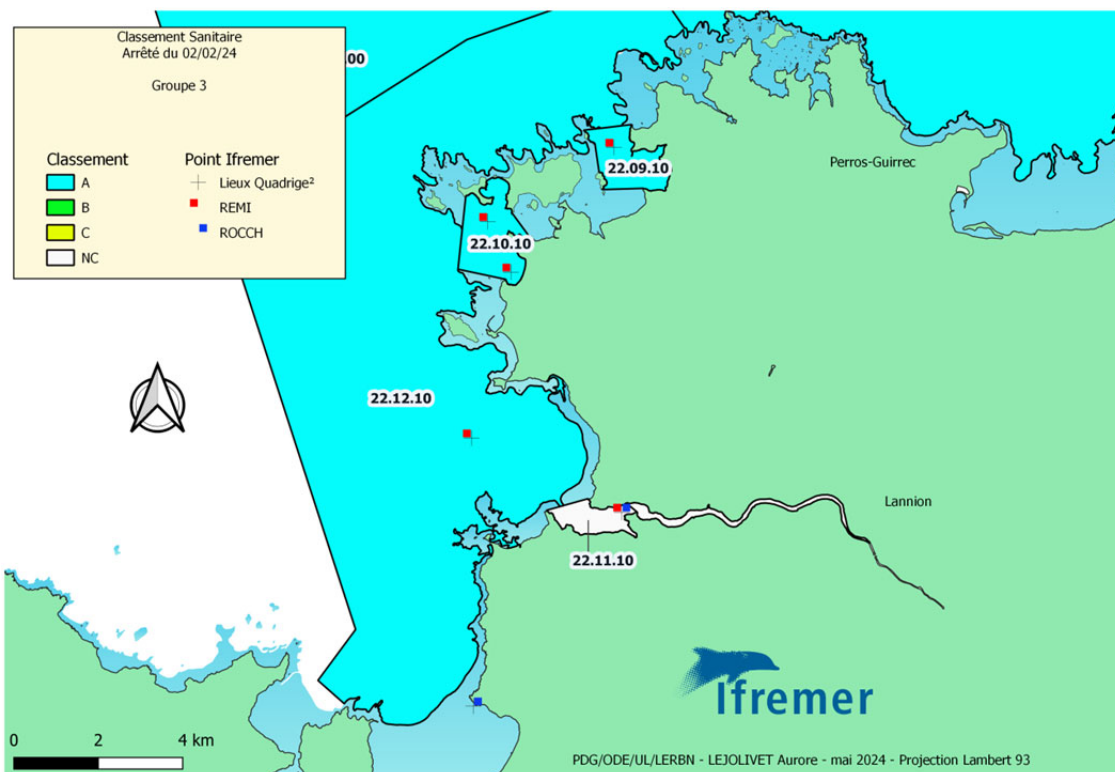 Classement Sanitaire
Arrêté du 02/02/24
Groupe 3
Classement
A
B
C
NC
Point Ifremer
Lieux Quadrige²
REMI
ROCCH
00
22.09.10
Perros-Guirrec
22.10.10
22.12.10
Lannion
22.11.10
Ifremer
0 2 4 km
PDG/ODE/UL/LERBN - LEJOLIVET Aurore - mai 2024 - Projection Lambert 93